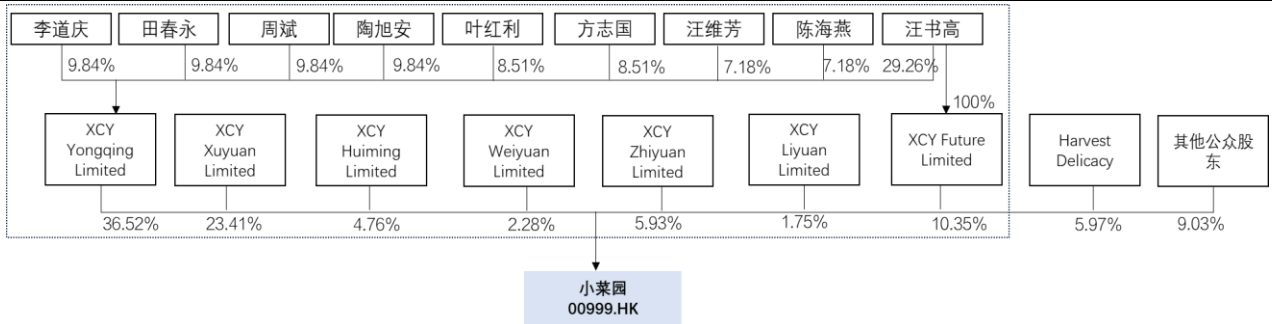 李道庆 田春永 周斌 陶旭安 叶红利 方志国 汪维芳 陈海燕 汪书高
9.84% 9.84% 9.84% 9.84% 8.51% 8.51% 7.18% 7.18% 29.26%
100%
XCY
Yongqing
Limited
XCY
Xuyuan
Limited
XCY
Huiming
Limited
XCY
Weiyuan
Limited
XCY
Zhiyuan
Limited
XCY
Liyuan
Limited
XCY Future
Limited
Harvest
Delicacy
其他公众股
东
36.52% 23.41% 4.76% 2.28% 5.93% 1.75% 10.35% 5.97% 9.03%
小菜园
00999.HK